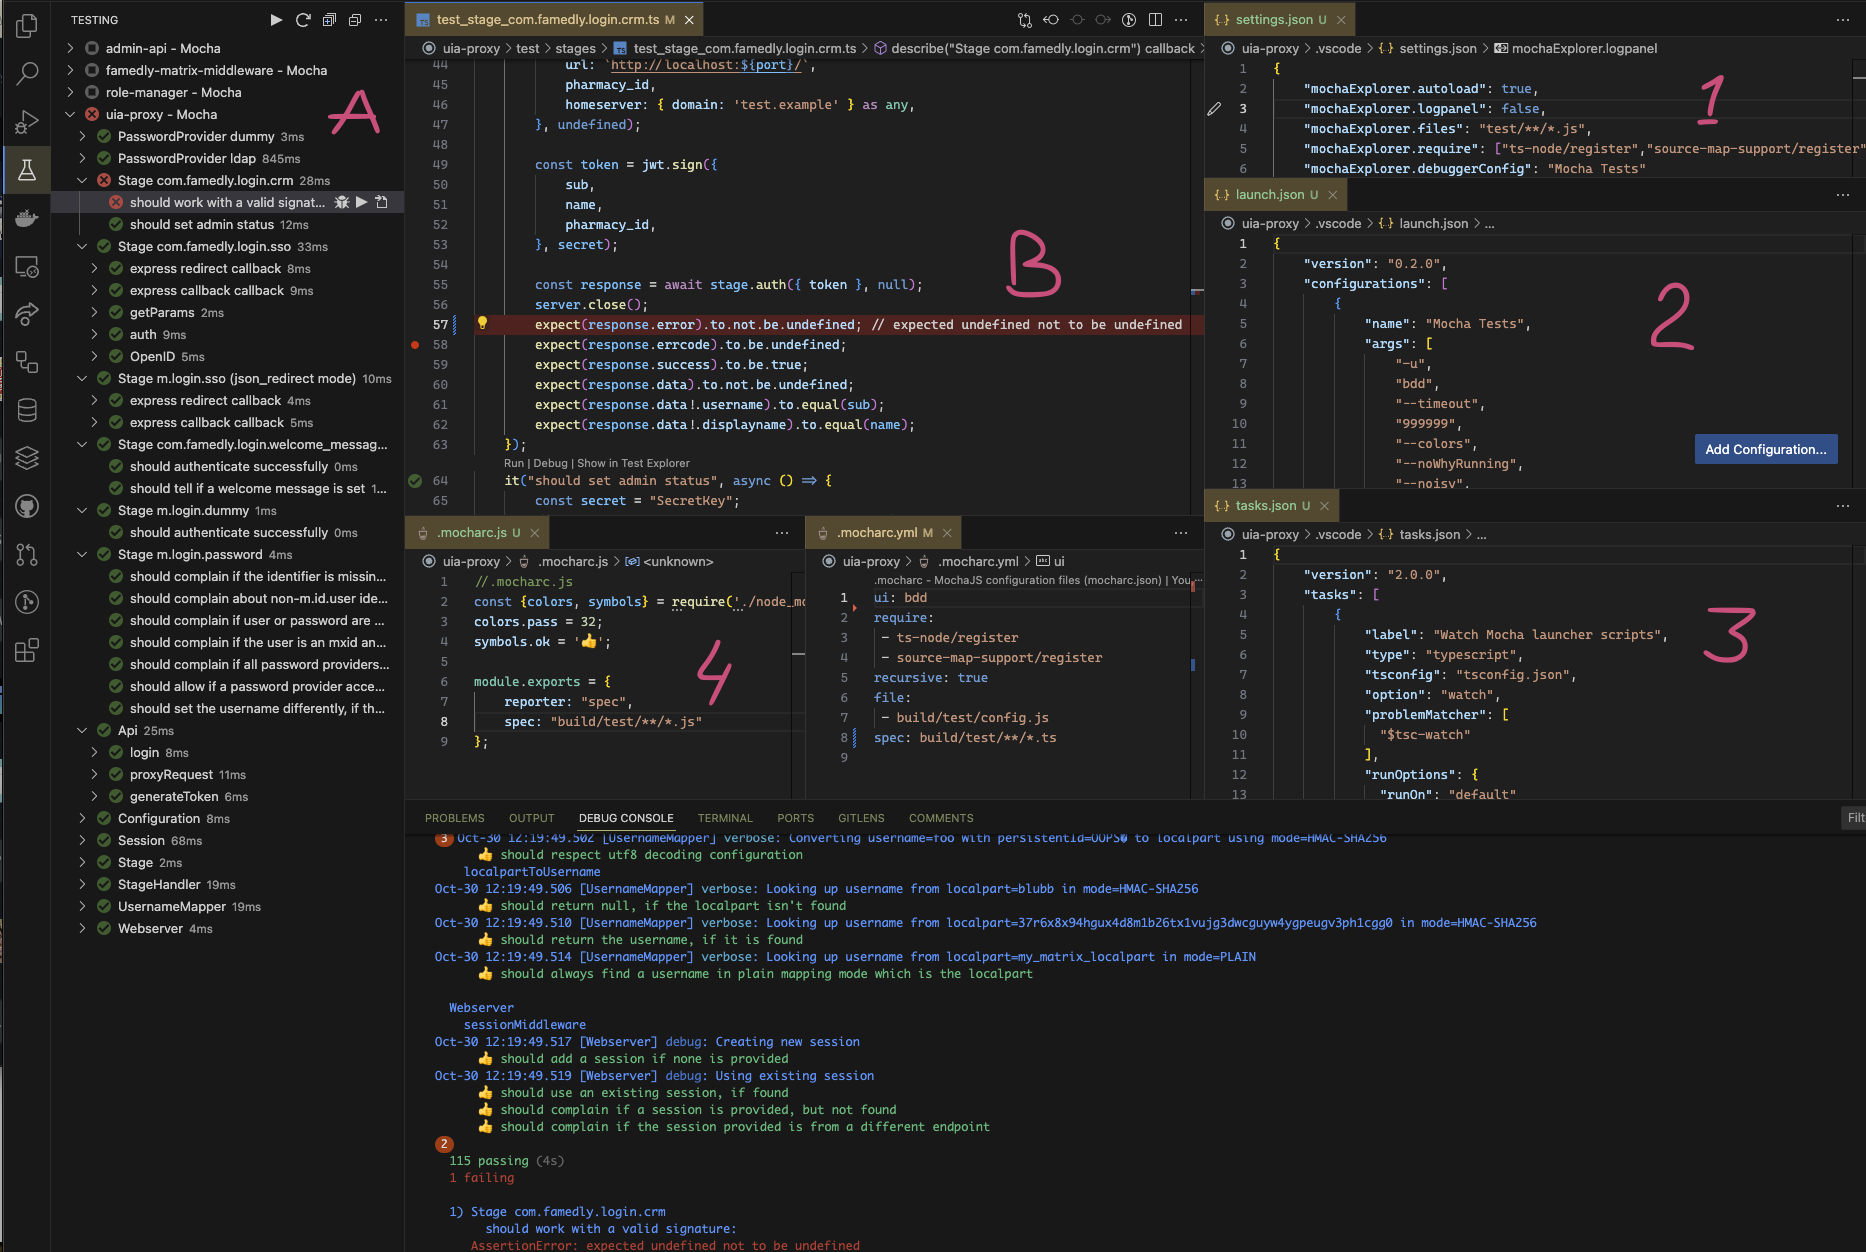 TESTING
admin-api - Mocha
famedly-matrix-middleware - Mocha
role-manager - Mocha
uia-proxy - Mocha
PasswordProvider dummy 3ms
PasswordProvider ldap 845ms
Stage com.famedly.login.crm 28ms
should work with a valid signat...
should set admin status 12ms
Stage com.famedly.login.sso 33ms
express redirect callback 8ms
express callback callback 9ms
getParams 2ms
auth 9ms
OpenID 5ms
Stage m.login.sso (json_redirect mode) 10ms
express redirect callback 4ms
express callback callback 5ms
Stage com.famedly.login.welcome_messag...
should authenticate successfully 0ms
should tell if a welcome message is set 1...
Stage m.login.dummy 1ms
should authenticate successfully 0ms
Stage m.login.password 4ms
should complain if the identifier is missin...
should complain about non-m.id.user ide...
should complain if user or password are ...
should complain if the user is an mxid an...
should complain if all password providers...
should allow if a password provider acce...
should set the username differently, if th...
Api 25ms
login 8ms
proxyRequest 11ms
generateToken 6ms
Configuration 8ms
Session 68ms
Stage 2ms
StageHandler 19ms
UsernameMapper 19ms
Webserver 4ms
A
test_stage_com.famedly.login.crm.ts M
uia-proxy > test > stages > test_stage_com.famedly.login.crm.ts > describe("Stage com.famedly.login.crm") callback >
44 url: `http://localhost:${port}/`,
45 pharmacy_id,
46 homeserver: { domain: 'test.example' } as any,
47 }, undefined);
48
49 const token = jwt.sign({
50 sub,
51 name,
52 pharmacy_id,
53 }, secret);
54
55 const response = await stage.auth({ token }, null);
56 server.close();
57 expect(response.error).to.not.be.undefined; // expected undefined not to be undefined
58 expect(response.errcode).to.be.undefined;
59 expect(response.success).to.be.true;
60 expect(response.data).to.not.be.undefined;
61 expect(response.data!.username).to.equal(sub);
62 expect(response.data!.displayname).to.equal(name);
63 });
Run | Debug | Show in Test Explorer
64 it("should set admin status", async () => {
65 const secret = "SecretKey";
B
settings.json U
uia-proxy > .vscode > settings.json > mochaExplorer.logpanel
1 {
2 "mochaExplorer.autoload": true,
3 "mochaExplorer.logpanel": false,
4 "mochaExplorer.files": "test/**/*.js",
5 "mochaExplorer.require": ["ts-node/register","source-map-support/register"
6 "mochaExplorer.debuggerConfig": "Mocha Tests"
1
launch.json U
uia-proxy > .vscode > launch.json > ...
1 {
2 "version": "0.2.0",
3 "configurations": [
4 {
5 "name": "Mocha Tests",
6 "args": [
7 "-u",
8 "bdd",
9 "--timeout",
10 "999999",
11 "--colors",
12 "--noWhyRunning",
13 "--noisy",
Add Configuration...
2
tasks.json U
uia-proxy > .vscode > tasks.json > ...
1 {
2 "version": "2.0.0",
3 "tasks": [
4 {
5 "label": "Watch Mocha launcher scripts",
6 "type": "typescript",
7 "tsconfig": "tsconfig.json",
8 "option": "watch",
9 "problemMatcher": [
10 "$tsc-watch"
11 ],
12 "runOptions": {
13 "runOn": "default"
3
.mocharc.js U
uia-proxy > .mocharc.js > <unknown>
1 //.mocharc.js
2 const {colors, symbols} = require('./node_mo
3 colors.pass = 32;
4 symbols.ok = '👍';
5
6 module.exports = {
7 reporter: "spec",
8 spec: "build/test/**/*.js"
9 };
4
.mocharc.yml M
uia-proxy > .mocharc.yml > ui
.mocharc - MochaJS configuration files (mocharc.json) | You ...
1 ui: bdd
2 require:
3 - ts-node/register
4 - source-map-support/register
5 recursive: true
6 file:
7 - build/test/config.js
8 spec: build/test/**/*.ts
9
PROBLEMS OUTPUT DEBUG CONSOLE TERMINAL PORTS GITLENS COMMENTS
Filt
3 Oct-30 12:19:49.502 [UsernameMapper] verbose: Converting username=foo with persistentId=OOPS� to localpart using mode=HMAC-SHA256
👍 should respect utf8 decoding configuration
localpartToUsername
Oct-30 12:19:49.506 [UsernameMapper] verbose: Looking up username from localpart=blubb in mode=HMAC-SHA256
👍 should return null, if the localpart isn't found
Oct-30 12:19:49.510 [UsernameMapper] verbose: Looking up username from localpart=37r6x8x94hgux4d8m1b26tx1vujg3dwcguyw4ygpeugv3ph1cgg0 in mode=HMAC-SHA256
👍 should return the username, if it is found
Oct-30 12:19:49.514 [UsernameMapper] verbose: Looking up username from localpart=my_matrix_localpart in mode=PLAIN
👍 should always find a username in plain mapping mode which is the localpart
Webserver
sessionMiddleware
Oct-30 12:19:49.517 [Webserver] debug: Creating new session
👍 should add a session if none is provided
Oct-30 12:19:49.519 [Webserver] debug: Using existing session
👍 should use an existing session, if found
👍 should complain if a session is provided, but not found
👍 should complain if the session provided is from a different endpoint
2
115 passing (4s)
1 failing
1) Stage com.famedly.login.crm
should work with a valid signature:
AssertionError: expected undefined not to be undefined